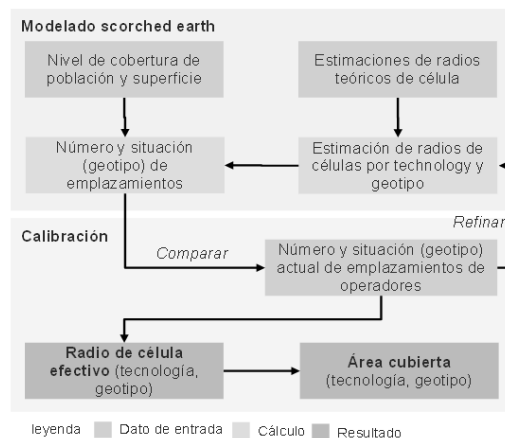 Modelado scorched earth
Nivel de cobertura de
población y superficie
Estimaciones de radios
teóricos de célula
Número y situación
(geotipo) de
emplazamientos
Estimación de radios de
células por technology y
geotipo
Refinar
Calibración
Comparar
Número y situación (geotipo)
actual de emplazamientos de
operadores
Radio de célula
efectivo (tecnología,
geotipo)
Área cubierta
(tecnología, geotipo)
leyenda Dato de entrada Cálculo Resultado